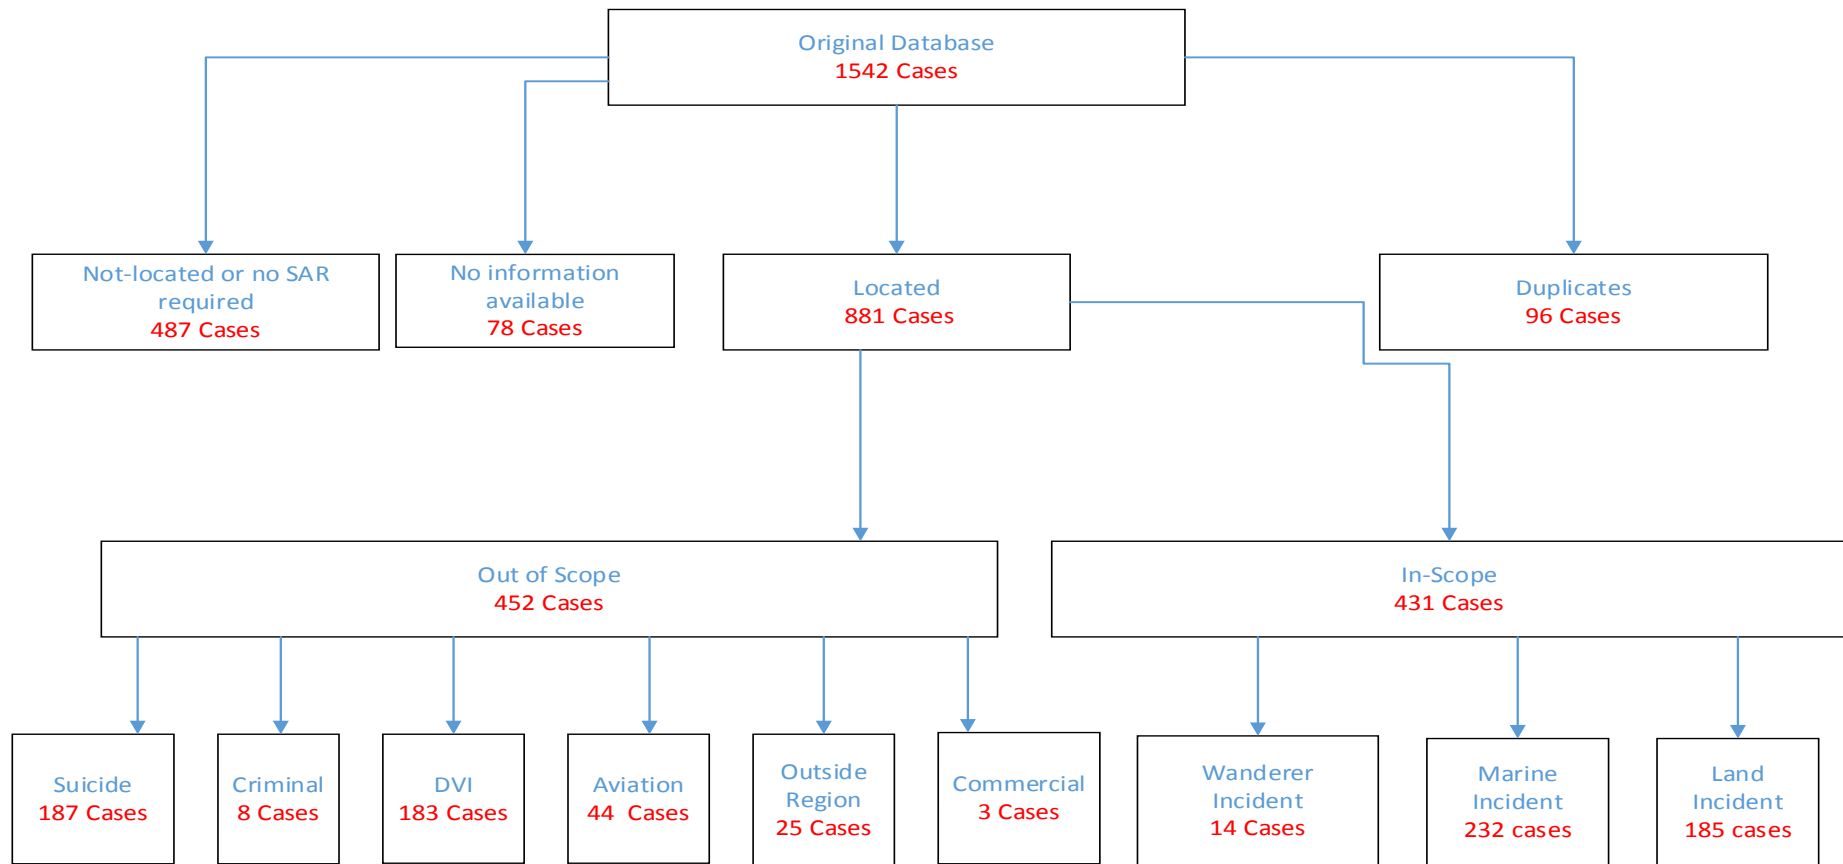 Original Database
1542 Cases
Not-located or no SAR
required
487 Cases
No information
available
78 Cases
Located
881 Cases
Duplicates
96 Cases
Out of Scope
452 Cases
In-Scope
431 Cases
Suicide
187 Cases
Criminal
8 Cases
DVI
183 Cases
Aviation
44 Cases
Outside
Region
25 Cases
Commercial
3 Cases
Wanderer
Incident
14 Cases
Marine
Incident
232 cases
Land
Incident
185 cases